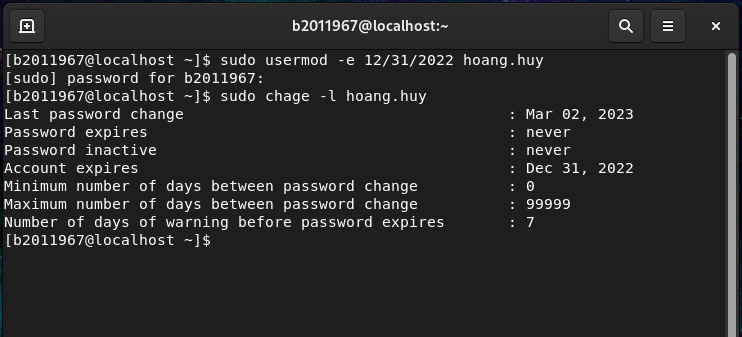 b2011967@localhost:~
[b2011967@localhost ~]$ sudo usermod -e 12/31/2022 hoang.huy
[sudo] password for b2011967:
[b2011967@localhost ~]$ sudo chage -l hoang.huy
Last password change                                    : Mar 02, 2023
Password expires                                        : never
Password inactive                                       : never
Account expires                                         : Dec 31, 2022
Minimum number of days between password change          : 0
Maximum number of days between password change          : 99999
Number of days of warning before password expires       : 7
[b2011967@localhost ~]$